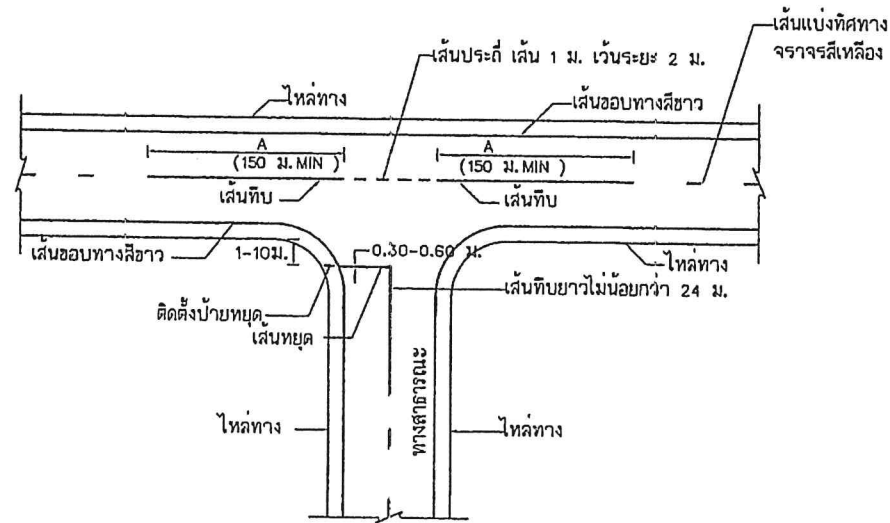 เส้นแบ่งทิศทาง
จราจรสีเหลือง
เส้นประถี่ เส้น 1 ม. เว้นระยะ 2 ม.
ไหล่ทาง
เส้นขอบทางสีขาว
A
(150 ม. MIN)
A
(150 ม. MIN)
เส้นทึบ
เส้นทึบ
เส้นขอบทางสีขาว
1-10ม.
0.30-0.60 ม.
ไหล่ทาง
เส้นทึบยาวไม่น้อยกว่า 24 ม.
ติดตั้งป้ายหยุด
เส้นหยุด
ทางสาธารณะ
ไหล่ทาง
ไหล่ทาง